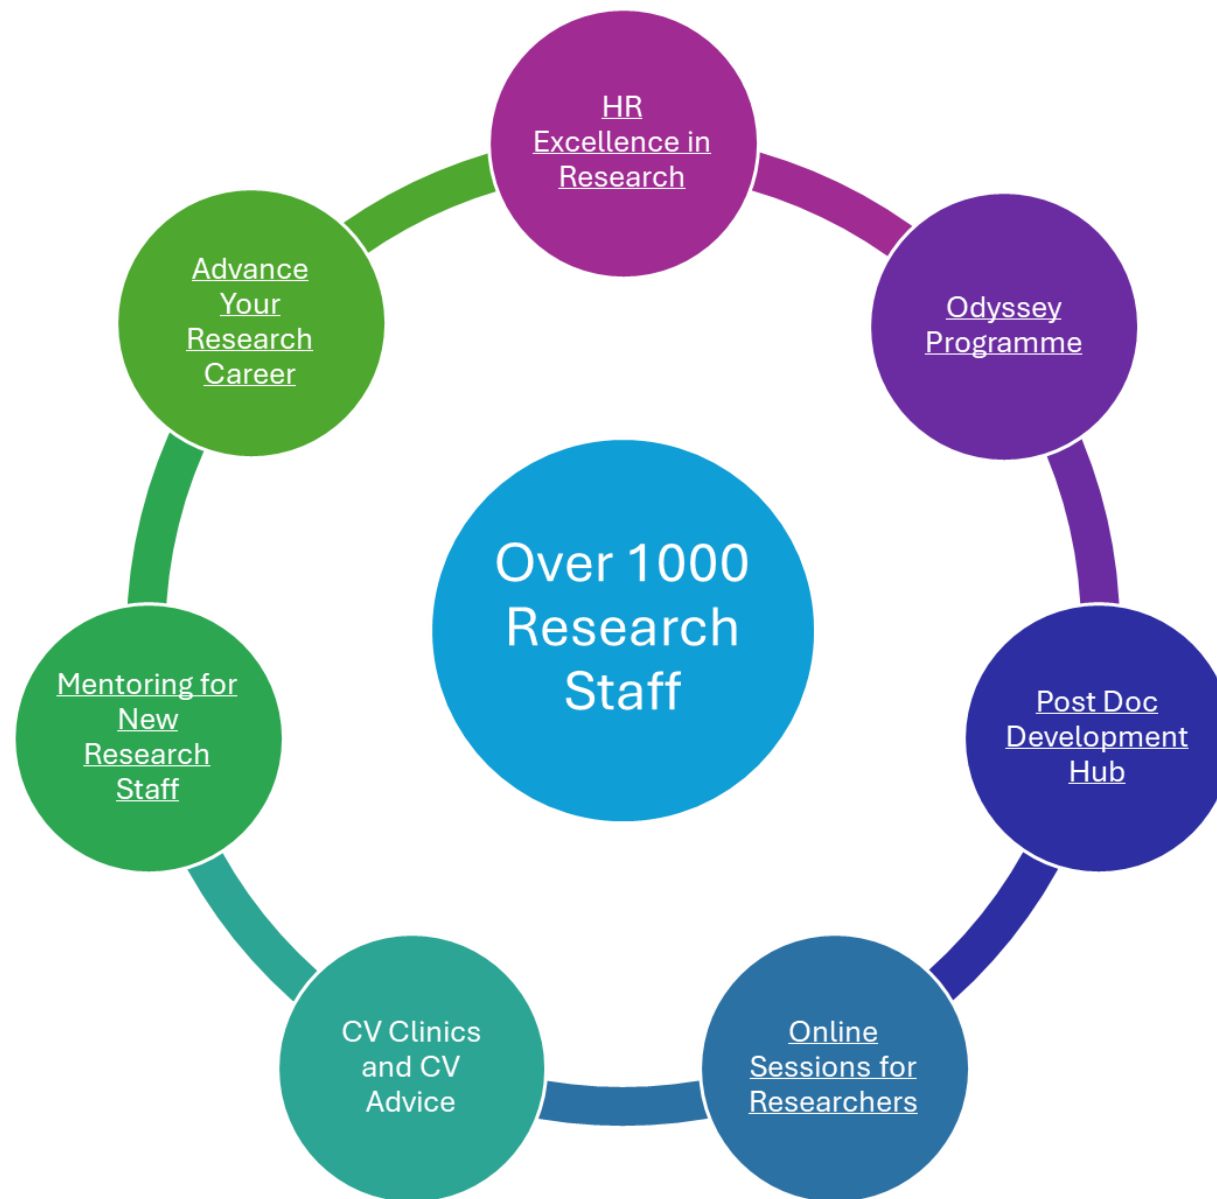 HR
Excellence in
Research
Odyssey
Programme
Post Doc
Development
Hub
Online
Sessions for
Researchers
CV Clinics
and CV
Advice
Mentoring for
New
Research
Staff
Advance
Your
Research
Career
Over 1000
Research
Staff